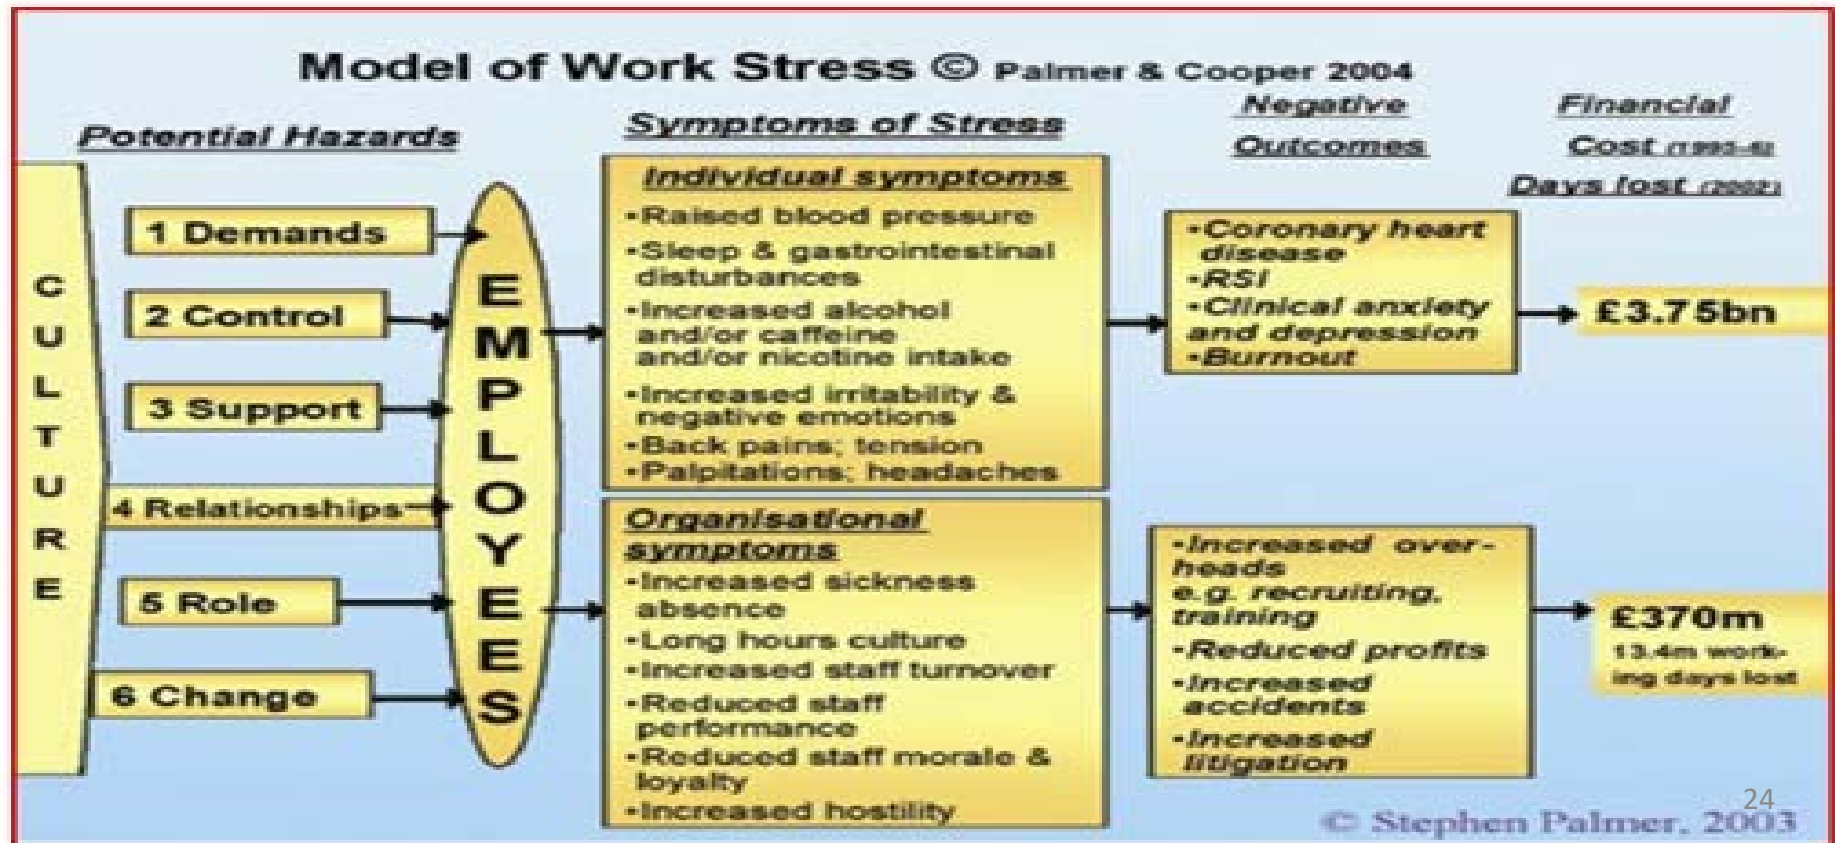 Model of Work Stress © Palmer & Cooper 2004
Potential Hazards
CULTURE
1 Demands
2 Control
3 Support
4 Relationships
5 Role
6 Change
EMPLOYEES
Symptoms of Stress
Individual symptoms
•Raised blood pressure
•Sleep & gastrointestinal
disturbances
•Increased alcohol
and/or caffeine
and/or nicotine intake
•Increased irritability &
negative emotions
•Back pains; tension
•Palpitations; headaches
Organisational
symptoms
•Increased sickness
absence
•Long hours culture
•Increased staff turnover
•Reduced staff
performance
•Reduced staff morale &
loyalty
•Increased hostility
Negative
Outcomes
•Coronary heart
disease
•RSI
•Clinical anxiety
and depression
•Burnout
•Increased over-
heads
e.g. recruiting,
training
•Reduced profits
•Increased
accidents
•Increased
litigation
Financial
Cost
Days lost (2002)
£3.75bn
£370m
13.4m work-
ing days lost
24
© Stephen Palmer, 2003